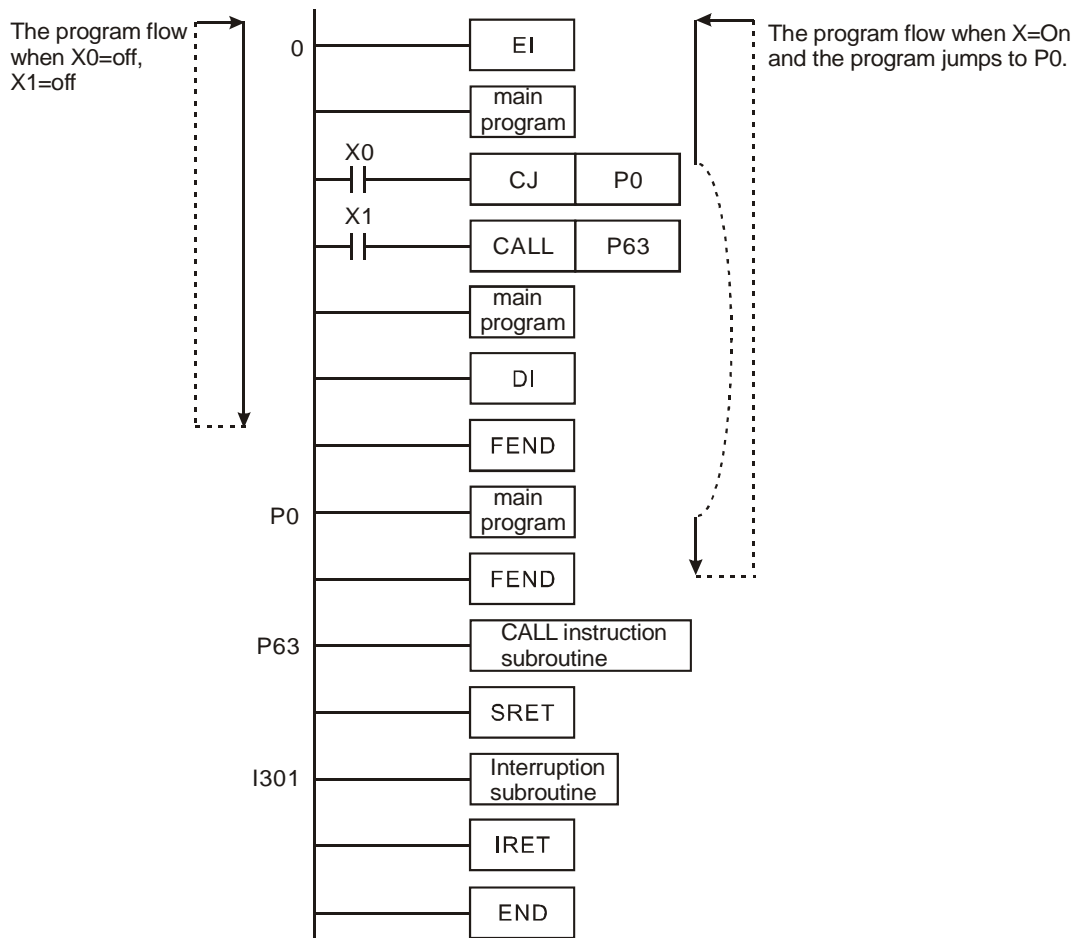 The program flow
when X0=off,
X1=off
The program flow when X=On
and the program jumps to P0.
0
EI
main
program
X0
CJ P0
X1
CALL P63
main
program
DI
FEND
P0
main
program
FEND
P63
CALL instruction
subroutine
SRET
I301
Interruption
subroutine
IRET
END